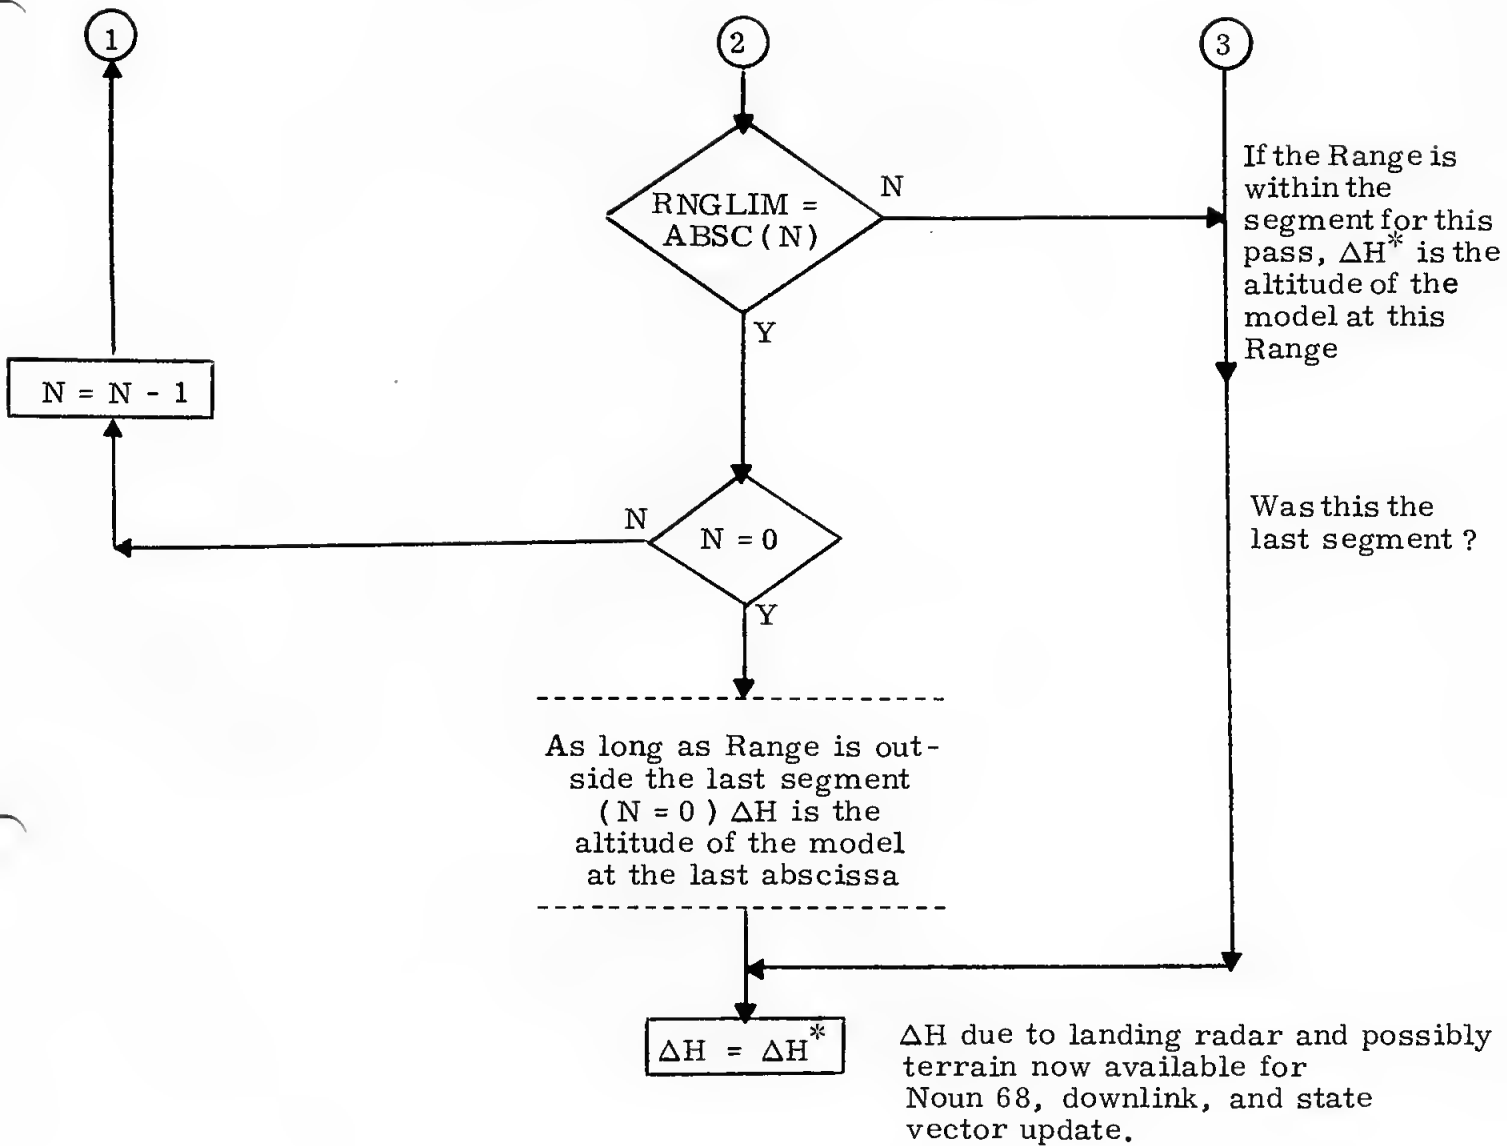 1
2
3
RNGLIM =
ABSC(N)
N
If the Range is
within the
segment for this
pass, ΔH* is the
altitude of the
model at this
Range
Y
N = N - 1
N
N = 0
Y
Was this the
last segment ?
As long as Range is out-
side the last segment
( N = 0 ) ΔH is the
altitude of the model
at the last abscissa
ΔH = ΔH*
ΔH due to landing radar and possibly
terrain now available for
Noun 68, downlink, and state
vector update.